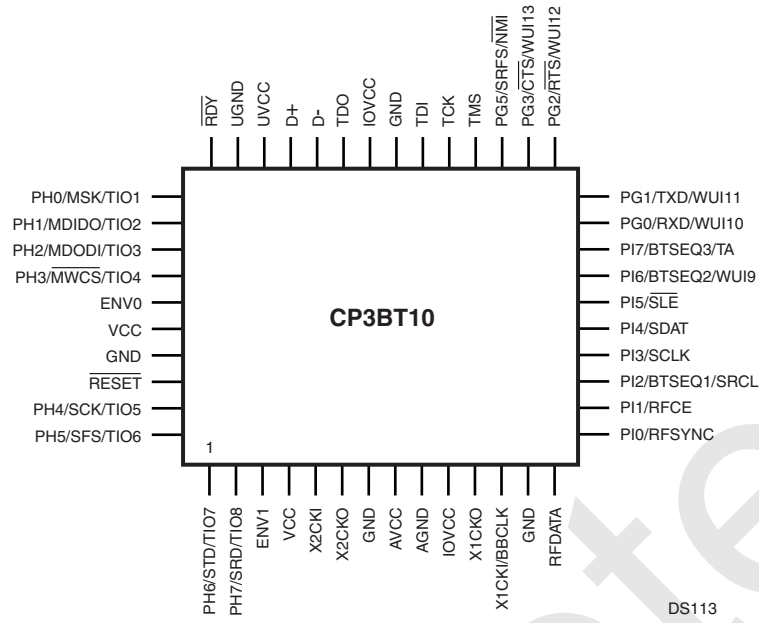 RDY
UGND
UVCC
D+
D-
TDO
IOVCC
GND
TDI
TCK
TMS
PG5/SRFS/NMI
PG3/CTS/WUI13
PG2/RTS/WUI12
PH0/MSK/TIO1
PH1/MDIDO/TIO2
PH2/MDODI/TIO3
PH3/MWCS/TIO4
ENV0
VCC
GND
RESET
PH4/SCK/TIO5
PH5/SFS/TIO6
CP3BT10
1
PG1/TXD/WUI11
PG0/RXD/WUI10
PI7/BTSEQ3/TA
PI6/BTSEQ2/WUI9
PI5/SLE
PI4/SDAT
PI3/SCLK
PI2/BTSEQ1/SRCL
PI1/RFCE
PI0/RFSYNC
PH6/STD/TIO7
PH7/SRD/TIO8
ENV1
VCC
X2CKI
X2CKO
GND
AVCC
AGND
IOVCC
X1CKO
X1CKI/BBCLK
GND
RFDATA
DS113